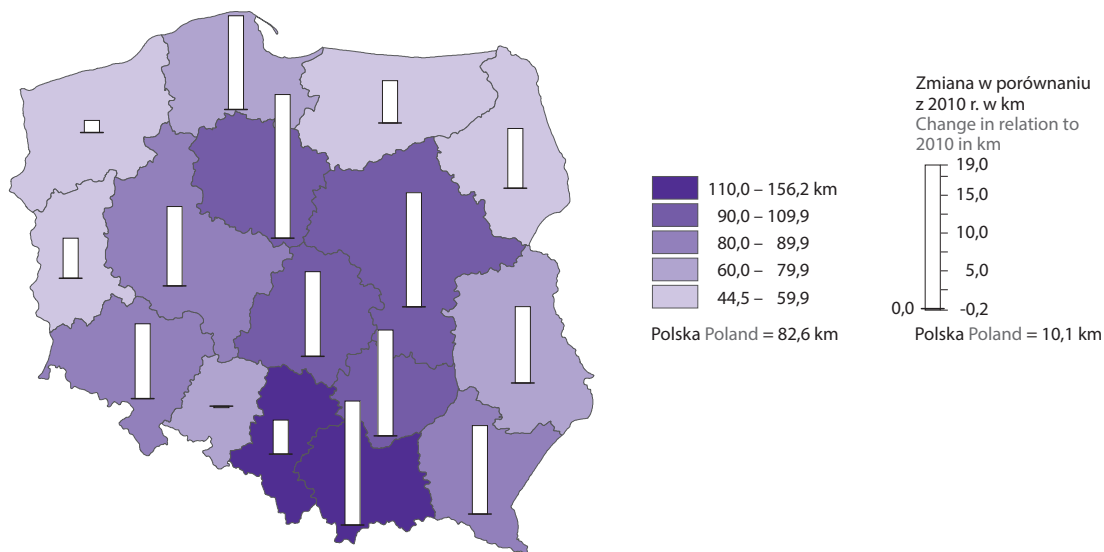 Zmiana w porównaniu
z 2010 r. w km
Change in relation to
2010 in km
110,0 – 156,2 km
90,0 – 109,9
80,0 – 89,9
60,0 – 79,9
44,5 – 59,9
Polska Poland = 82,6 km
19,0
15,0
10,0
5,0
0,0
-0,2
Polska Poland = 10,1 km